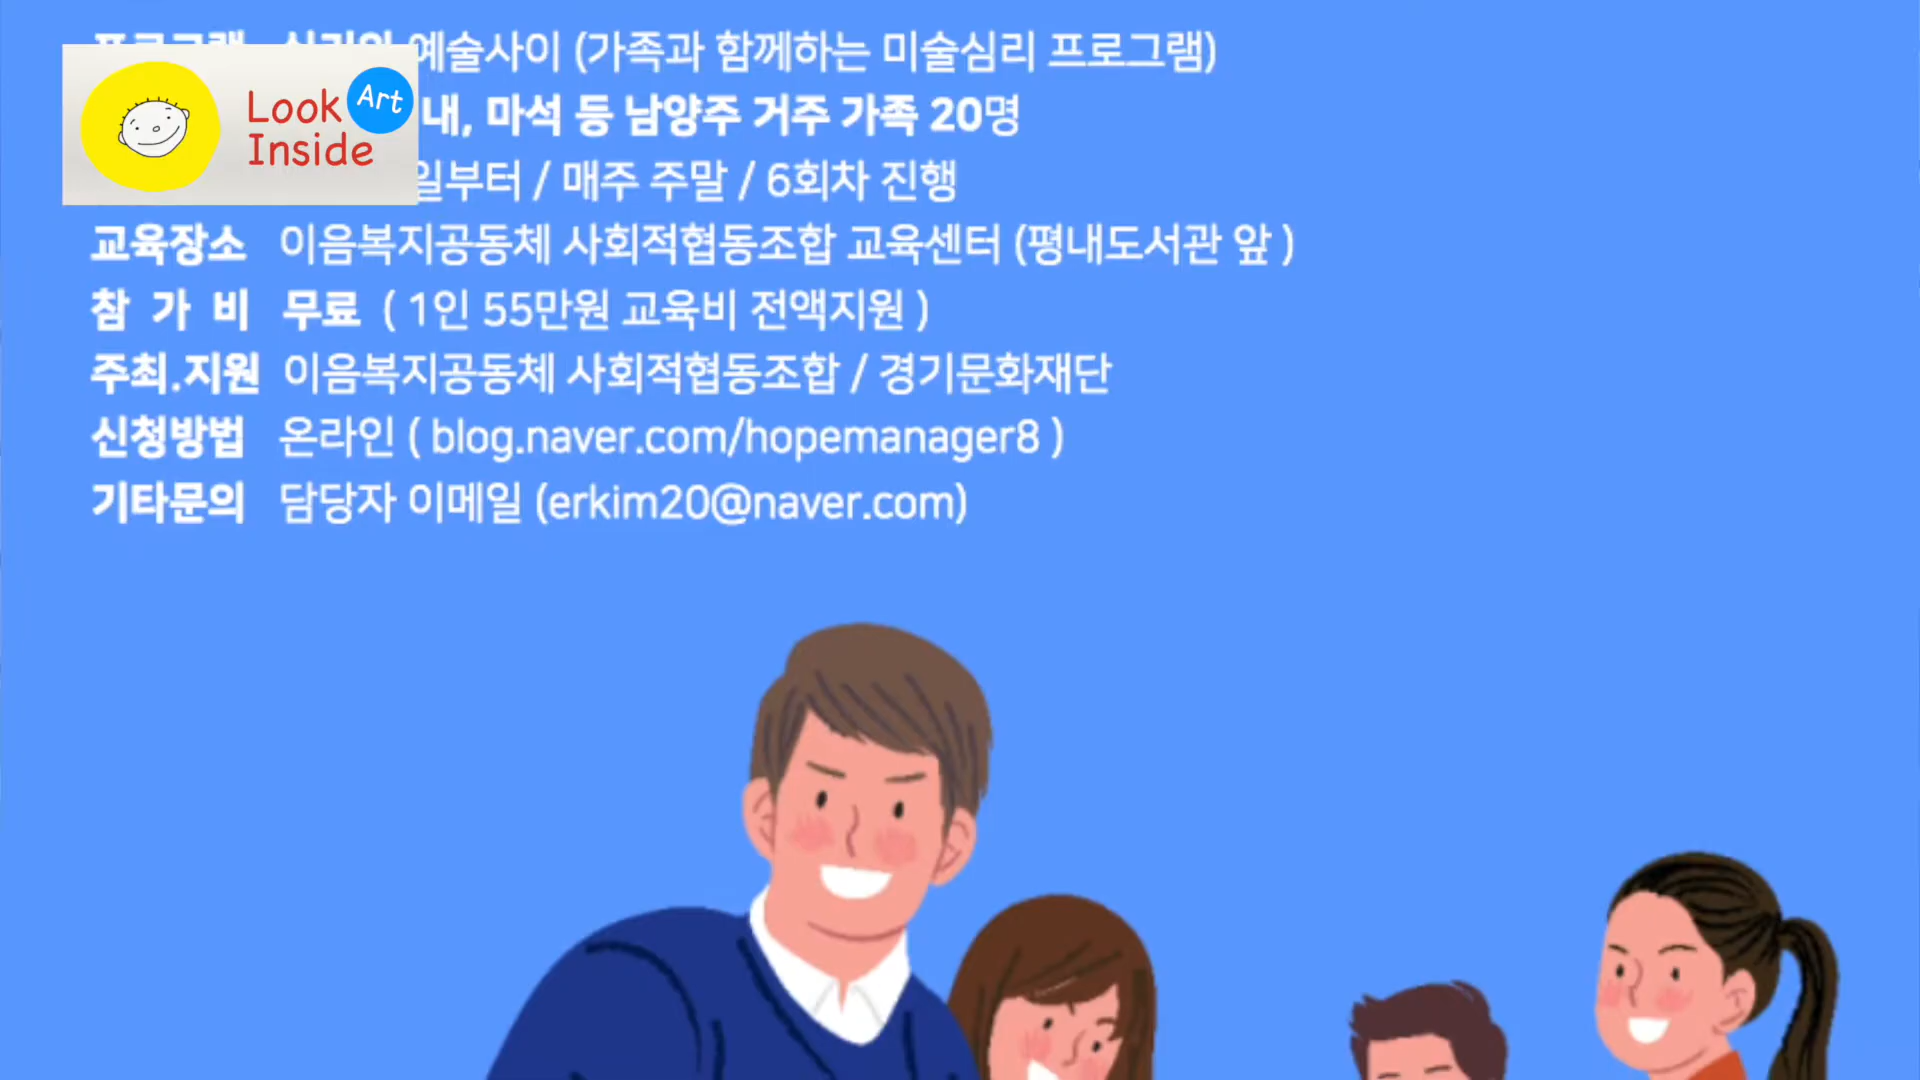 예술사이 (가족과 함께하는 미술심리 프로그램)
Look Art
Inside
내, 마석 등 남양주 거주 가족 20명
일부터 / 매주 주말 / 6회차 진행
교육장소 이음복지공동체 사회적협동조합 교육센터 (평내도서관 앞 )
참 가 비 무료 ( 1인 55만원 교육비 전액지원 )
주최.지원 이음복지공동체 사회적협동조합 / 경기문화재단
신청방법 온라인 ( blog.naver.com/hopemanager8 )
기타문의 담당자 이메일 (erkim20@naver.com)